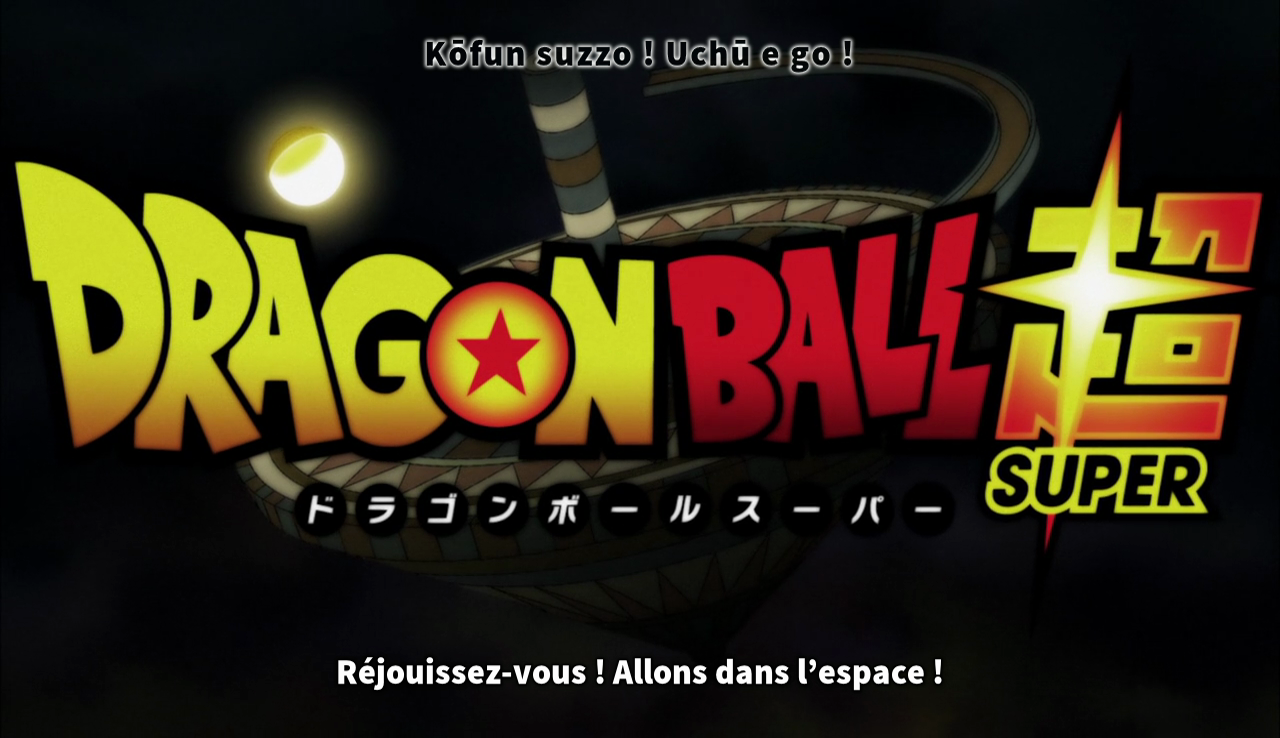 Kōfun suzzo ! Uchū e go !
DRAGON BALL 超
SUPER
ドラゴンボールスーパー
Réjouissez-vous ! Allons dans l’espace !